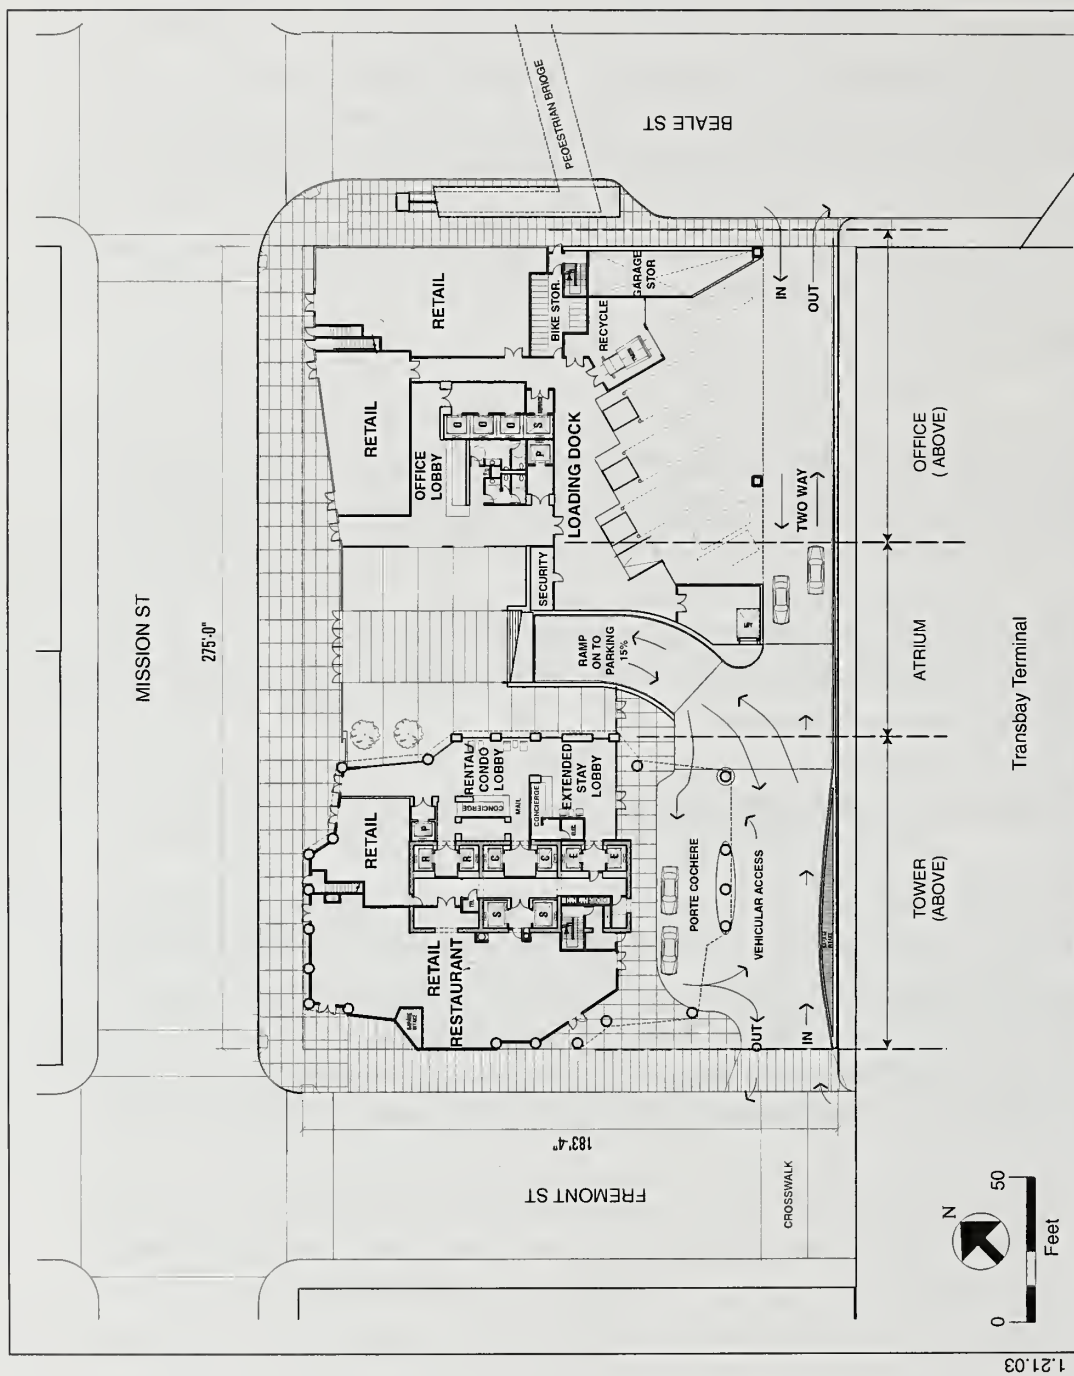 MISSION ST
275'-0"
BEALE ST
PEDESTRIAN BRIDGE
FREMONT ST
183'-4"
CROSSWALK
RETAIL
RETAIL
OFFICE
LOBBY
BIKE STOR.
GARAGE
STOR
RECYCLE
LOADING DOCK
SECURITY
O
O
O
S
P
IN
OUT
TWO WAY
RAMP
ON TO
PARKING
15%
RENTAL
CONDO
LOBBY
CONCIERGE
MAIL
CONCIERGE
EXTENDED
STAY
LOBBY
RETAIL
P
R
R
C
C
E
E
S
S
RETAIL
RESTAURANT
PORTE COCHERE
VEHICULAR ACCESS
OUT
IN
OFFICE
( ABOVE)
ATRIUM
TOWER
(ABOVE)
Transbay Terminal
N
0
50
Feet
1.21.03